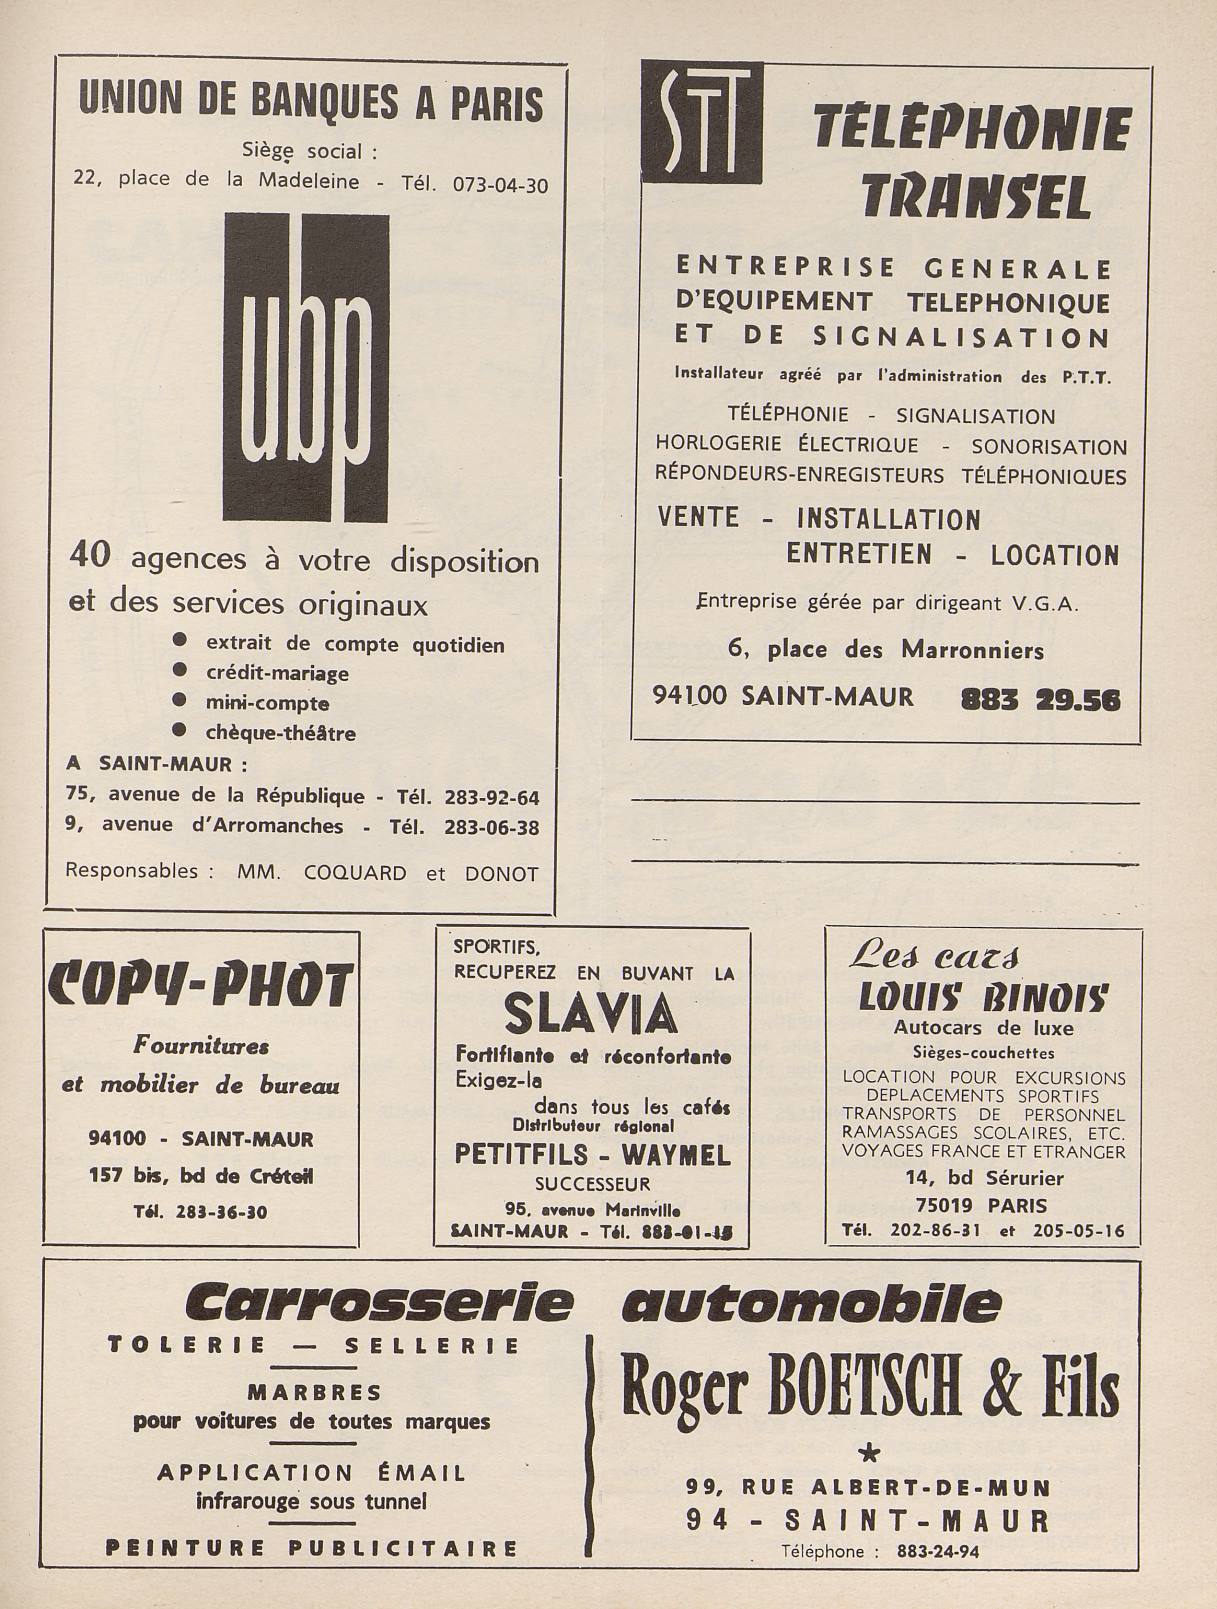 UNION DE BANQUES A PARIS
Siège social :
22, place de la Madeleine - Tél. 073-04-30
ubp
40 agences à votre disposition
et des services originaux
● extrait de compte quotidien
● crédit-mariage
● mini-compte
● chèque-théâtre
A SAINT-MAUR :
75, avenue de la République - Tél. 283-92-64
9, avenue d'Arromanches - Tél. 283-06-38
Responsables : MM. COQUARD et DONOT
STT
TÉLÉPHONIE
TRANSEL
ENTREPRISE GENERALE
D'EQUIPEMENT TELEPHONIQUE
ET DE SIGNALISATION
Installateur agréé par l'administration des P.T.T.
TÉLÉPHONIE - SIGNALISATION
HORLOGERIE ÉLECTRIQUE - SONORISATION
RÉPONDEURS-ENREGISTEURS TÉLÉPHONIQUES
VENTE - INSTALLATION
ENTRETIEN - LOCATION
Entreprise gérée par dirigeant V.G.A.
6, place des Marronniers
94100 SAINT-MAUR 883 29.56
COPY-PHOT
Fournitures
et mobilier de bureau
94100 - SAINT-MAUR
157 bis, bd de Créteil
Tél. 283-36-30
SPORTIFS,
RECUPEREZ EN BUVANT LA
SLAVIA
Fortifiante et réconfortante
Exigez-la
dans tous les cafés
Distributeur régional
PETITFILS - WAYMEL
SUCCESSEUR
95, avenue Marinville
SAINT-MAUR - Tél.
Les cars
LOUIS BINOIS
Autocars de luxe
Sièges-couchettes
LOCATION POUR EXCURSIONS
DEPLACEMENTS SPORTIFS
TRANSPORTS DE PERSONNEL
RAMASSAGES SCOLAIRES, ETC.
VOYAGES FRANCE ET ETRANGER
14, bd Sérurier
75019 PARIS
Tél. 202-86-31 et 205-05-16
Carrosserie automobile
TOLERIE — SELLERIE
MARBRES
pour voitures de toutes marques
APPLICATION ÉMAIL
infrarouge sous tunnel
PEINTURE PUBLICITAIRE
Roger BOETSCH & Fils
★
99, RUE ALBERT-DE-MUN
94 - SAINT-MAUR
Téléphone : 883-24-94